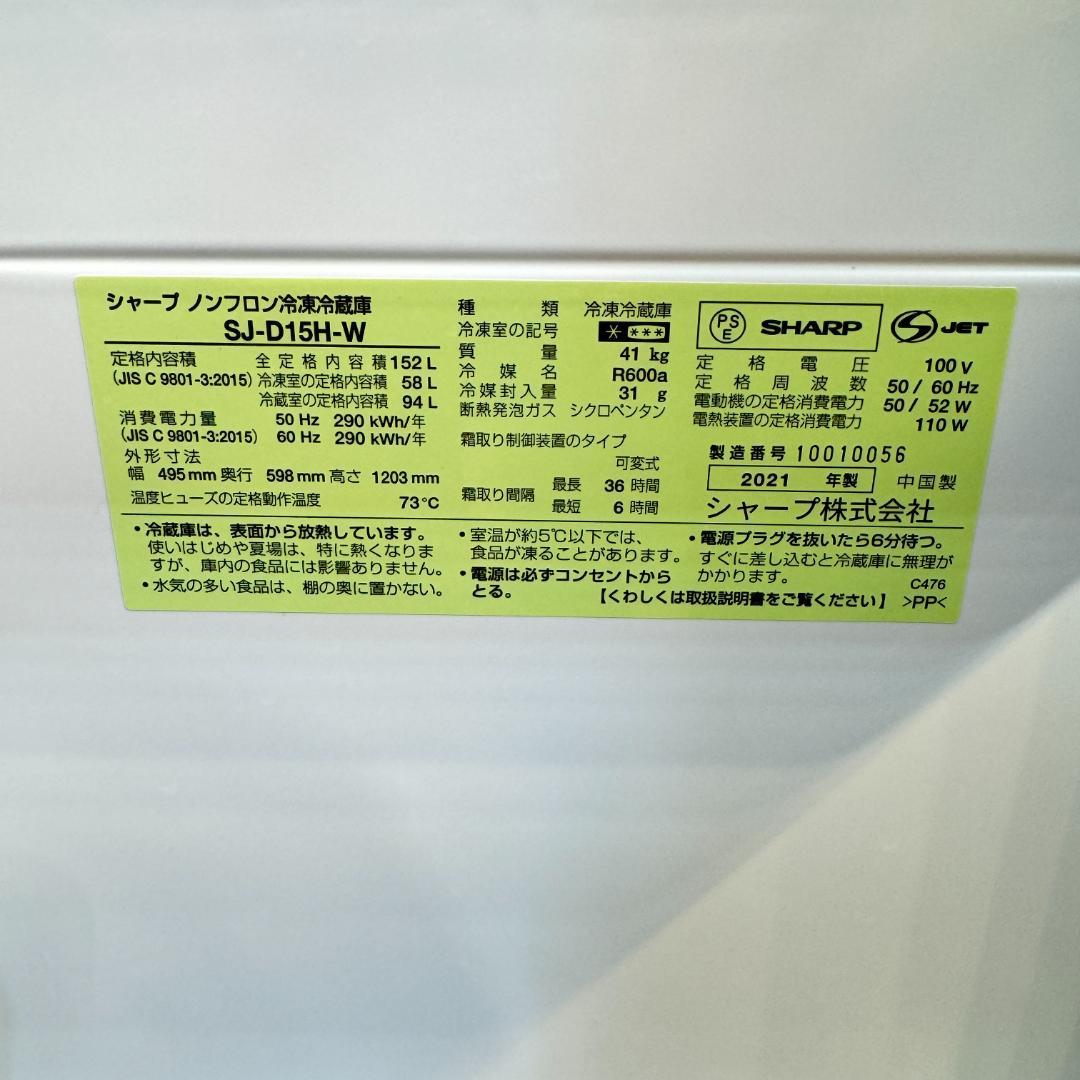 シャープ ノンフロン冷凍冷蔵庫
SJ-D15H-W
定格内容積 全定格内容積 152 L
(JIS C 9801-3:2015) 冷凍室の定格内容積 58 L
冷蔵室の定格内容積 94 L
消費電力量 50 Hz 290 kWh/年
(JIS C 9801-3:2015) 60 Hz 290 kWh/年
外形寸法
幅 495 mm 奥行 598 mm 高さ 1203 mm
温度ヒューズの定格動作温度 73℃
種類 冷凍冷蔵庫
冷凍室の記号 * ***
質量 41 kg
冷媒名 R600a
冷媒封入量 31 g
断熱発泡ガス シクロペンタン
霜取り制御装置のタイプ
可変式
霜取り間隔 最長 36 時間
最短 6 時間
PS E SHARP JET
定格電圧 100 V
定格周波数 50 / 60 Hz
電動機の定格消費電力 50 / 52 W
電熱装置の定格消費電力 110 W
製造番号 10010056
2021 年製 中国製
シャープ株式会社
・冷蔵庫は、表面から放熱しています。
使いはじめや夏場は、特に熱くなりま
すが、庫内の食品には影響ありません。
・水気の多い食品は、棚の奥に置かない。
・室温が約5℃以下では、
食品が凍ることがあります。
・電源は必ずコンセントから
とる。
・電源プラグを抜いたら6分待つ。
すぐに差し込むと冷蔵庫に無理が
かかります。
C476
【くわしくは取扱説明書をご覧ください】 >PP<